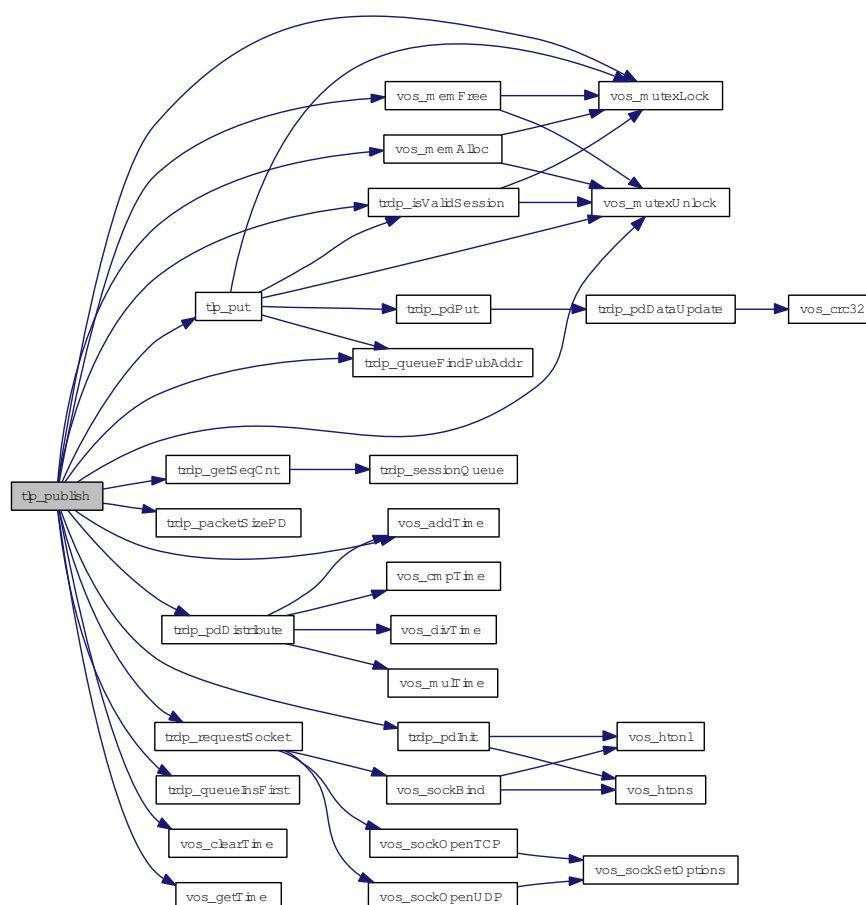 vos_memFree
vos_mutexLock
vos_memAlloc
trdp_isValidSession
vos_mutexUnlock
tlp_put
trdp_pdPut
trdp_pdDataUpdate
vos_crc32
trdp_queueFindPubAddr
trdp_getSeqCnt
trdp_sessionQueue
tlp_publish
trdp_packetSizePD
vos_addTime
vos_cmpTime
trdp_pdDistribute
vos_divTime
vos_mulTime
trdp_requestSocket
trdp_pdInit
vos_htonl
trdp_queueInsFirst
vos_sockBind
vos_htons
vos_clearTime
vos_sockOpenTCP
vos_sockSetOptions
vos_getTime
vos_sockOpenUDP